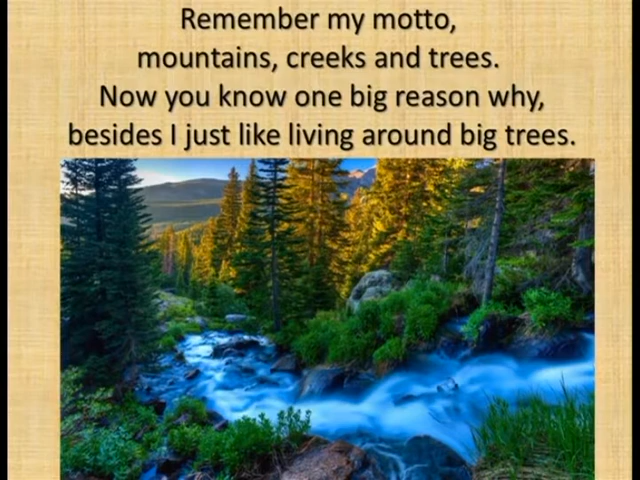 Remember my motto,
mountains, creeks and trees.
Now you know one big reason why,
besides I just like living around big trees.